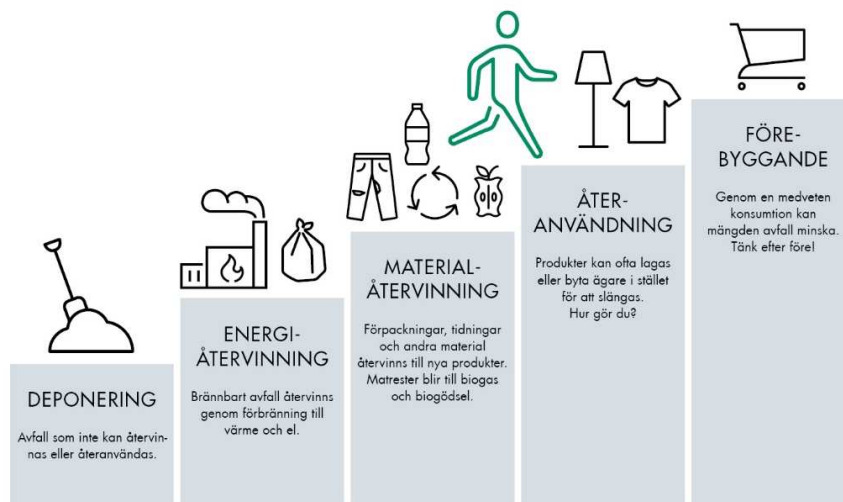 DEPONERING
Avfall som inte kan återvin-
nas eller återanvändas.
ENERGI-
ÅTERVINNING
Brännbart avfall återvinns
genom förbränning till
värme och el.
MATERIAL-
ÅTERVINNING
Förpackningar, tidningar
och andra material
återvinns till nya produkter.
Matrester blir till biogas
och biogödsel.
ÅTER-
ANVÄNDNING
Produkter kan ofta lagas
eller byta ägare i stället
för att slängas.
Hur gör du?
FÖRE-
BYGGANDE
Genom en medveten
konsumtion kan
mängden avfall minska.
Tänk efter före!